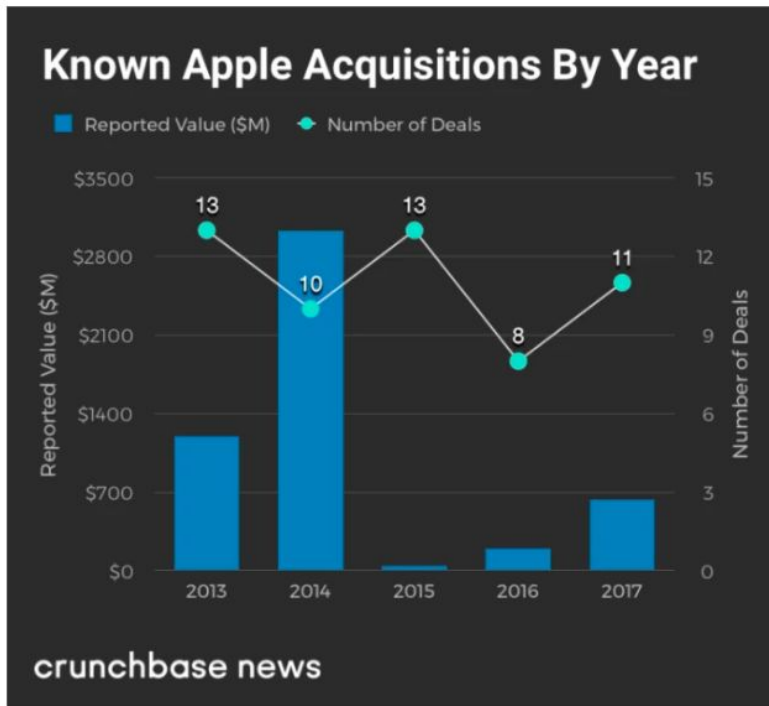 Known Apple Acquisitions By Year
Reported Value ($M) Number of Deals
$3500 15
13 13
$2800 12
11
10
$2100 9
8
$1400 6
$700 3
$0 0
Reported Value ($M)
Number of Deals
2013 2014 2015 2016 2017
crunchbase news